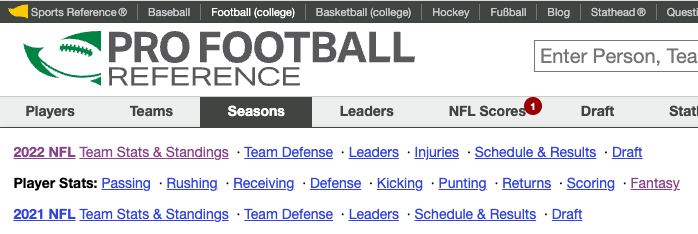 Sports Reference® Baseball Football (college) Basketball (college) Hockey Fußball Blog Stathead® Questi
PRO FOOTBALL
REFERENCE
Enter Person, Tea
Players Teams Seasons Leaders NFL Scores 1 Draft Stat
2022 NFL Team Stats & Standings · Team Defense · Leaders · Injuries · Schedule & Results · Draft
Player Stats: Passing · Rushing · Receiving · Defense · Kicking · Punting · Returns · Scoring · Fantasy
2021 NFL Team Stats & Standings · Team Defense · Leaders · Schedule & Results · Draft